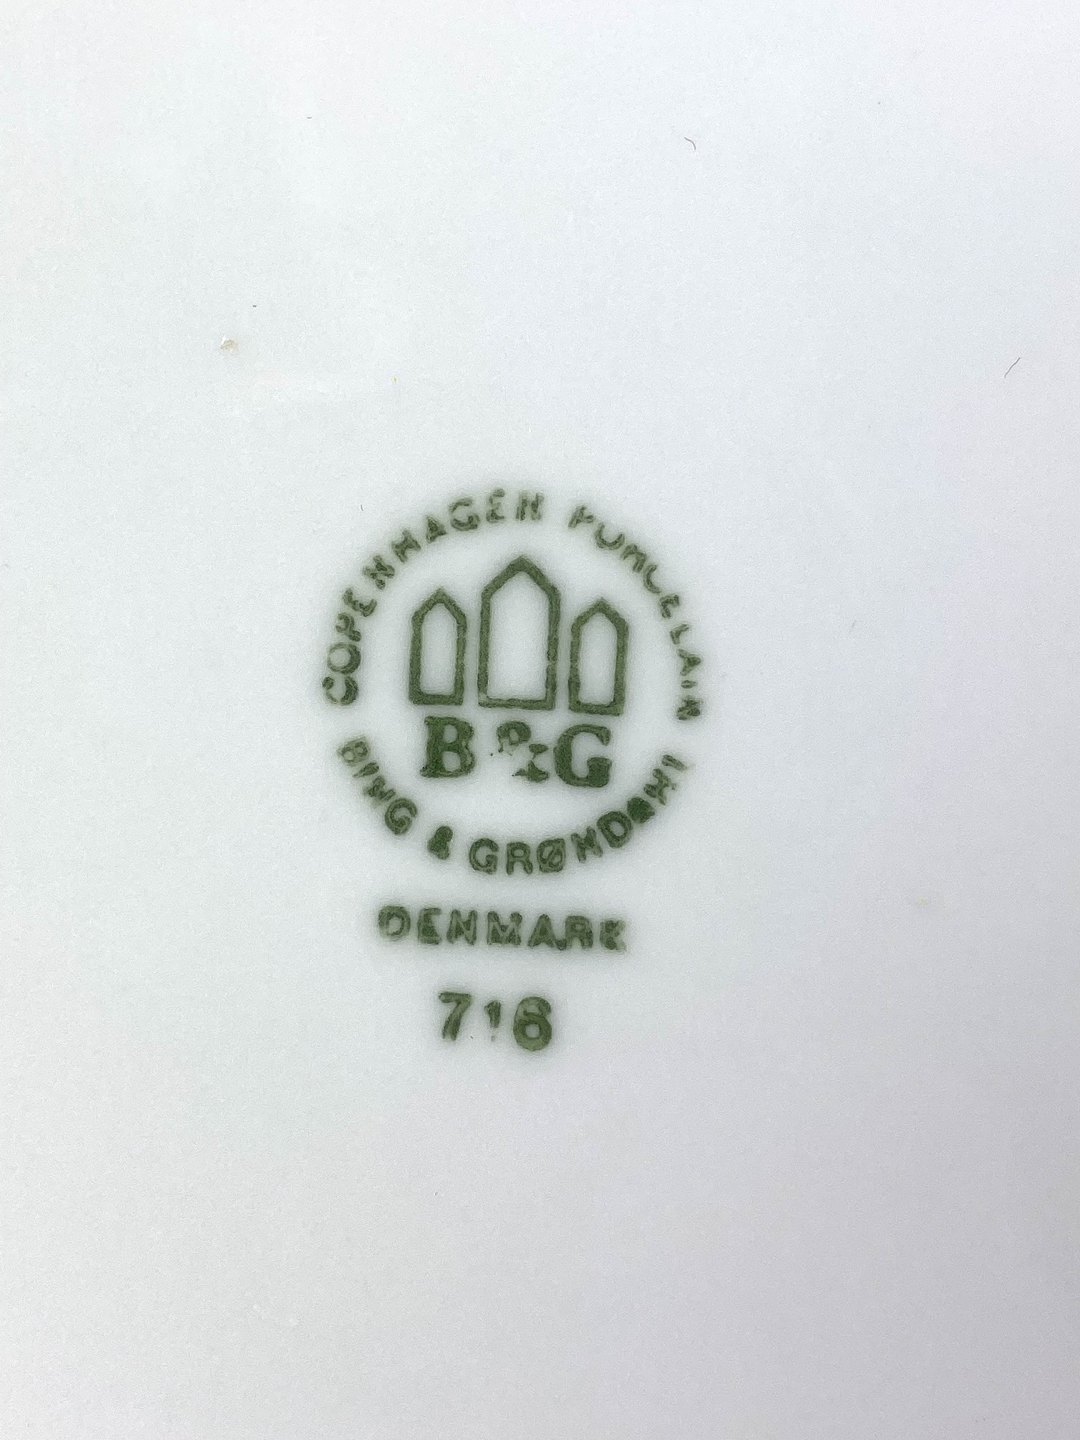 COPENHAGEN PORCELAIN
B&G
BING & GRØNDAHL
DENMARK
716